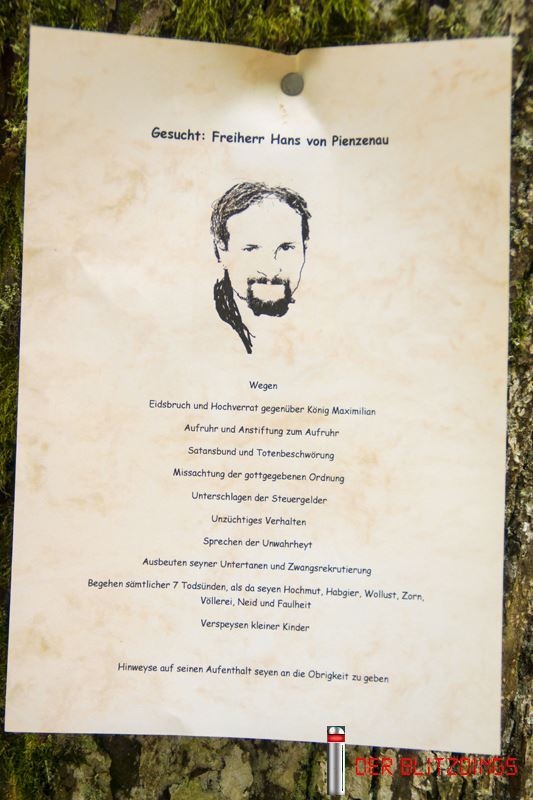 Gesucht: Freiherr Hans von Pienzenau
Wegen
Eidsbruch und Hochverrat gegenüber König Maximilian
Aufruhr und Anstiftung zum Aufruhr
Satansbund und Totenbeschwörung
Missachtung der gottgegebenen Ordnung
Unterschlagen der Steuergelder
Unzüchtiges Verhalten
Sprechen der Unwahrheyt
Ausbeuten seyner Untertanen und Zwangsrekrutierung
Begehen sämtlicher 7 Todsünden, als da seyen Hochmut, Habgier, Wollust, Zorn,
Völlerei, Neid und Faulheit
Verspeysen kleiner Kinder
Hinweyse auf seinen Aufenthalt seyen an die Obrigkeit zu geben
DER BLITZDINGS